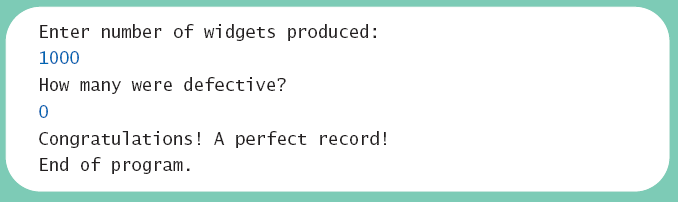 Enter number of widgets produced:
1000
How many were defective?
0
Congratulations! A perfect record!
End of program.